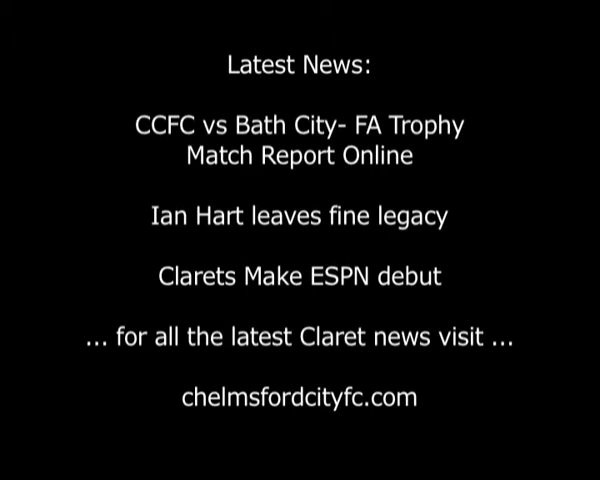 Latest News:
CCFC vs Bath City- FA Trophy
Match Report Online
Ian Hart leaves fine legacy
Clarets Make ESPN debut
... for all the latest Claret news visit ...
chelmsfordcityfc.com